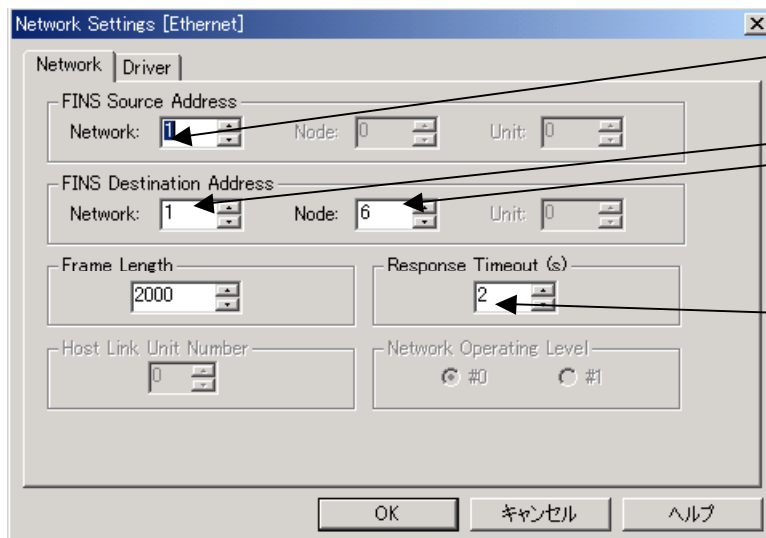 Network Settings [Ethernet]
Network Driver
FINS Source Address
Network: 1 Node: 0 Unit: 0
FINS Destination Address
Network: 1 Node: 6 Unit: 0
Frame Length Response Timeout (s)
2000 2
Host Link Unit Number Network Operating Level
0 #0 #1
OK キャンセル ヘルプ